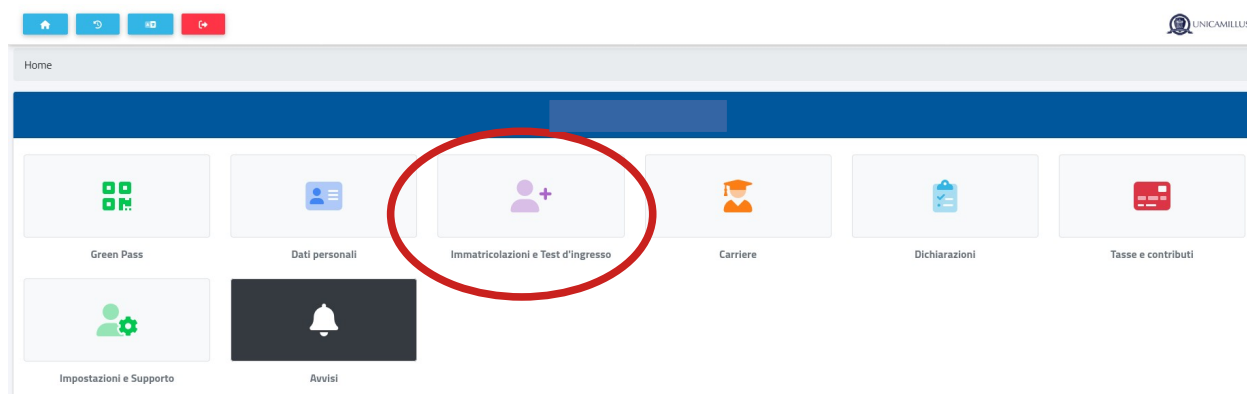 UNICAMILLUS
Home
Green Pass
Dati personali
Immatricolazioni e Test d'ingresso
Carriere
Dichiarazioni
Tasse e contributi
Impostazioni e Supporto
Avvisi